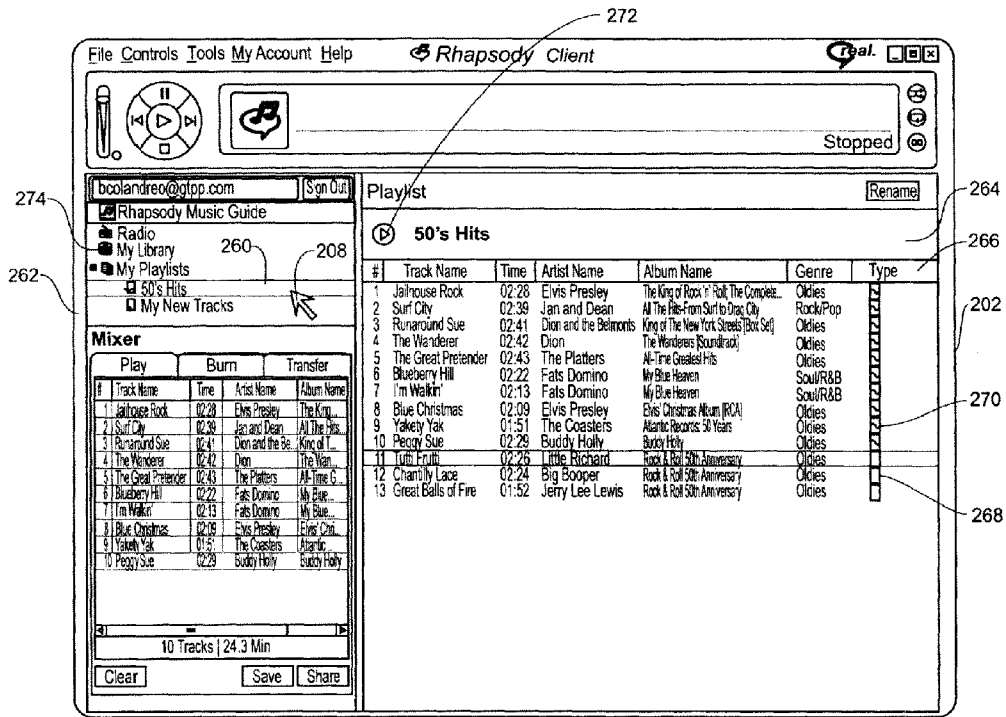 272
File Controls Tools My Account Help Rhapsody Client real.
Stopped
bcolandreo@gtpp.com Sign Out
Rhapsody Music Guide
Radio
My Library
My Playlists
50's Hits
My New Tracks
274
260
208
262
Mixer
Play Burn Transfer
# Track Name Time Artist Name Album Name
1 Jailhouse Rock 02:28 Elvis Presley The King...
2 Surf City 02:39 Jan and Dean All The Hits...
3 Runaround Sue 02:41 Dion and the Be... King of T...
4 The Wanderer 02:42 Dion The Wan...
5 The Great Pretender 02:43 The Platters All-Time G...
6 Blueberry Hill 02:22 Fats Domino My Blue...
7 I'm Walkin' 02:13 Fats Domino My Blue...
8 Blue Christmas 02:09 Elvis Presley Elvis' Chri...
9 Yakety Yak 01:51 The Coasters Atlantic...
10 Peggy Sue 02:29 Buddy Holly Buddy Holly
10 Tracks | 24.3 Min
Clear Save Share
Playlist Rename
50's Hits
# Track Name Time Artist Name Album Name Genre Type
1 Jailhouse Rock 02:28 Elvis Presley The King of Rock 'n' Roll; The Complete... Oldies
2 Surf City 02:39 Jan and Dean All The Hits-From Surf to Drag City Rock/Pop
3 Runaround Sue 02:41 Dion and the Belmonts King of The New York Streets [Box Set] Oldies
4 The Wanderer 02:42 Dion The Wanderers [Soundtrack] Oldies
5 The Great Pretender 02:43 The Platters All-Time Greatest Hits Oldies
6 Blueberry Hill 02:22 Fats Domino My Blue Heaven Soul/R&B
7 I'm Walkin' 02:13 Fats Domino My Blue Heaven Soul/R&B
8 Blue Christmas 02:09 Elvis Presley Elvis' Christmas Album [RCA] Oldies
9 Yakety Yak 01:51 The Coasters Atlantic Records: 50 Years Oldies
10 Peggy Sue 02:29 Buddy Holly Buddy Holly Oldies
11 Tutti Frutti 02:26 Little Richard Rock & Roll 50th Anniversary Oldies
12 Chantilly Lace 02:24 Big Booper Rock & Roll 50th Anniversary Oldies
13 Great Balls of Fire 01:52 Jerry Lee Lewis Rock & Roll 50th Anniversary Oldies
264
266
202
270
268